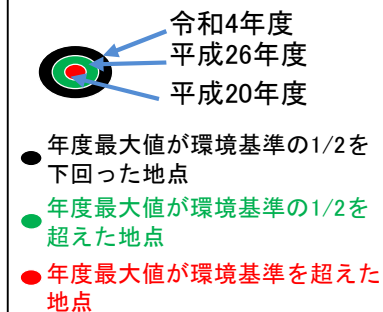 令和4年度
平成26年度
平成20年度
年度最大値が環境基準の1/2を
下回った地点
年度最大値が環境基準の1/2を
超えた地点
年度最大値が環境基準を超えた
地点